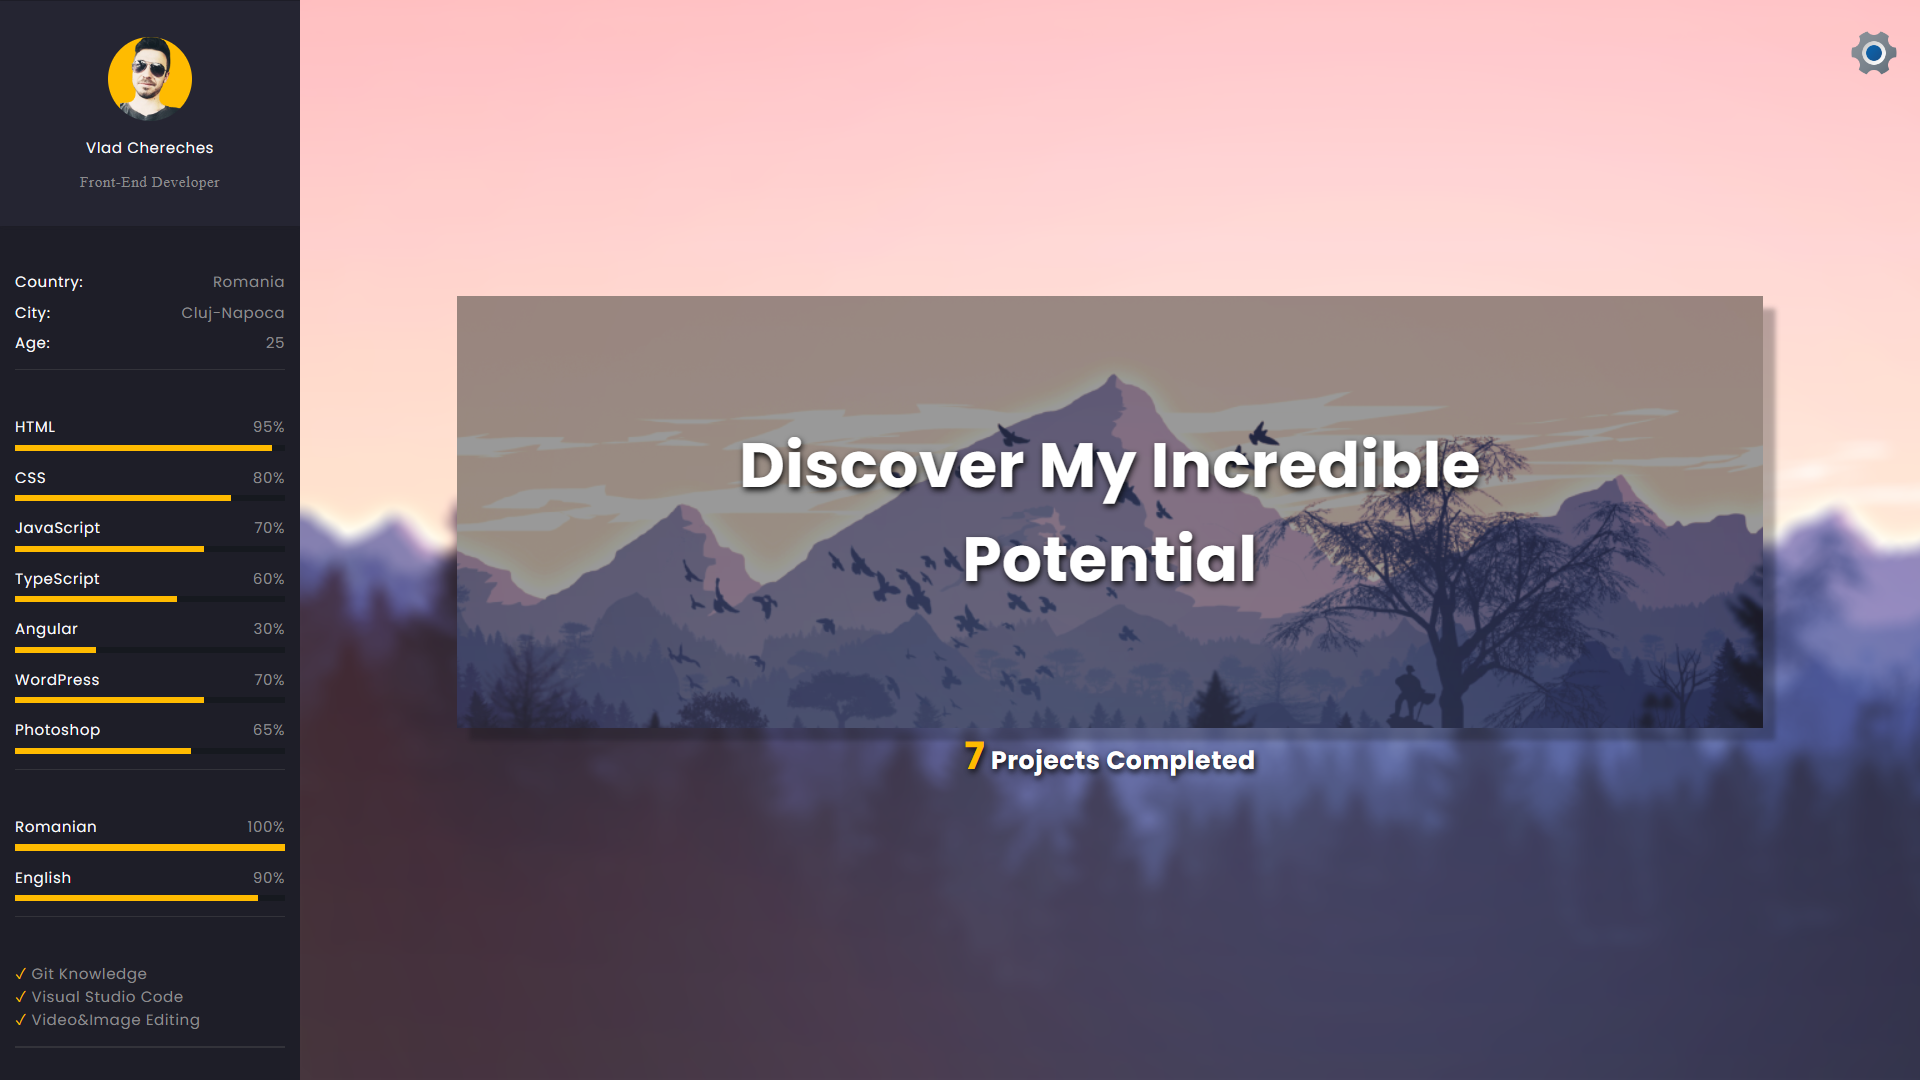 Vlad Chereches
Front-End Developer
Country: Romania
City: Cluj-Napoca
Age: 25
HTML 95%
CSS 80%
JavaScript 70%
TypeScript 60%
Angular 30%
WordPress 70%
Photoshop 65%
Romanian 100%
English 90%
✓ Git Knowledge
✓ Visual Studio Code
✓ Video&Image Editing
Discover My Incredible
Potential
7 Projects Completed